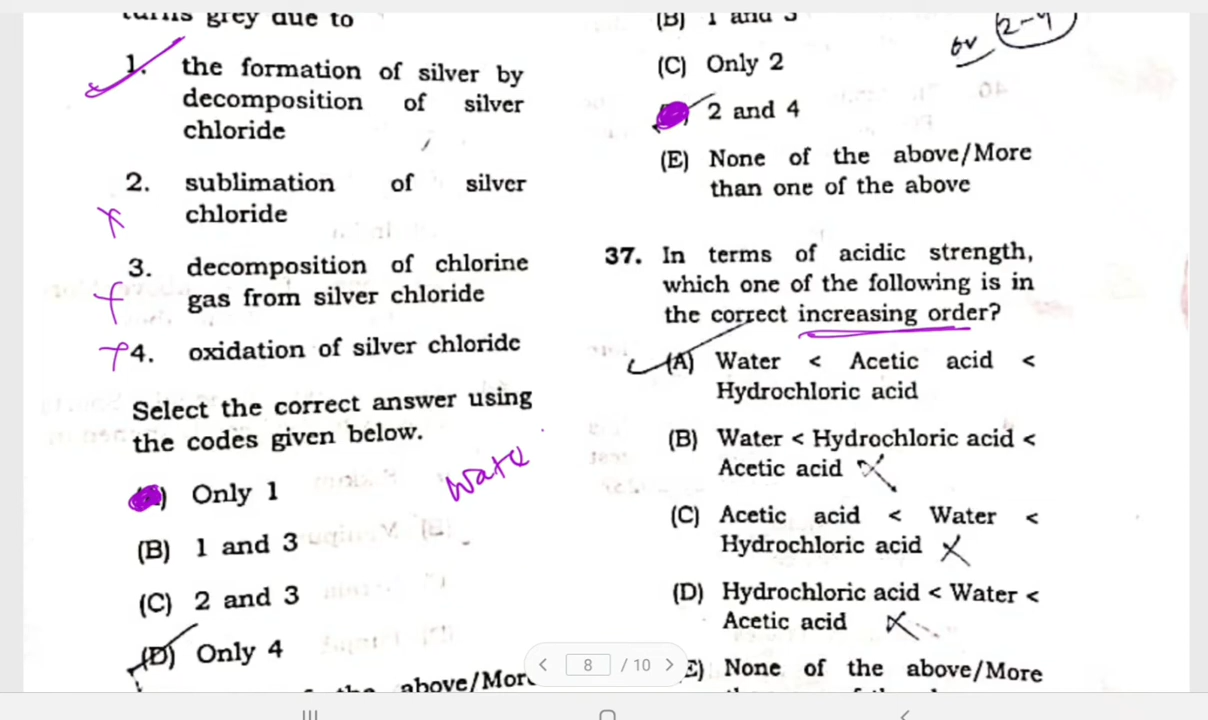 turns grey due to
1. the formation of silver by
decomposition of silver
chloride
2. sublimation of silver
chloride
3. decomposition of chlorine
gas from silver chloride
4. oxidation of silver chloride
Select the correct answer using
the codes given below.
Only 1
(B) 1 and 3
(C) 2 and 3
(D) Only 4
the above/More
wate
(B) 1 and 3
(C) Only 2
2 and 4
(E) None of the above/More
than one of the above
37. In terms of acidic strength,
which one of the following is in
the correct increasing order?
(A) Water < Acetic acid <
Hydrochloric acid
(B) Water < Hydrochloric acid <
Acetic acid
(C) Acetic acid < Water <
Hydrochloric acid
(D) Hydrochloric acid < Water <
Acetic acid
E) None of the above/More
8 / 10